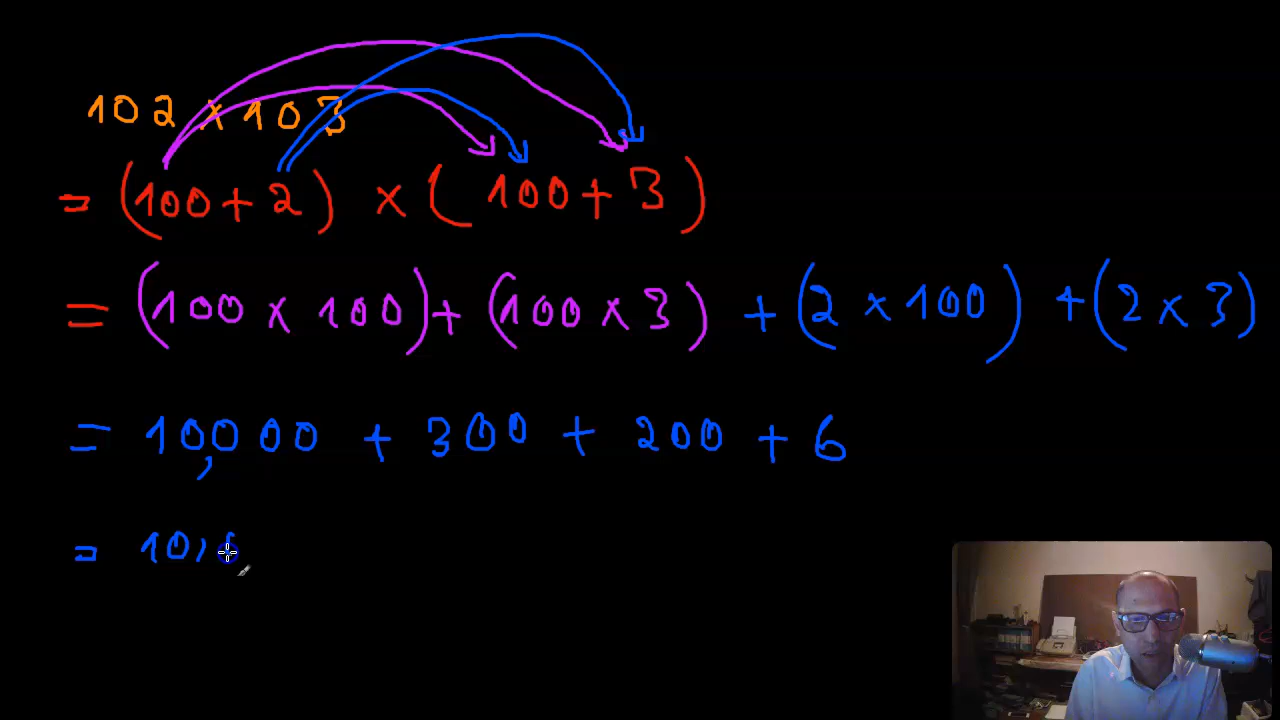 102 × 103
= (100 + 2) × (100 + 3)
= (100 × 100) + (100 × 3) + (2 × 100) + (2 × 3)
= 10,000 + 300 + 200 + 6
= 10,